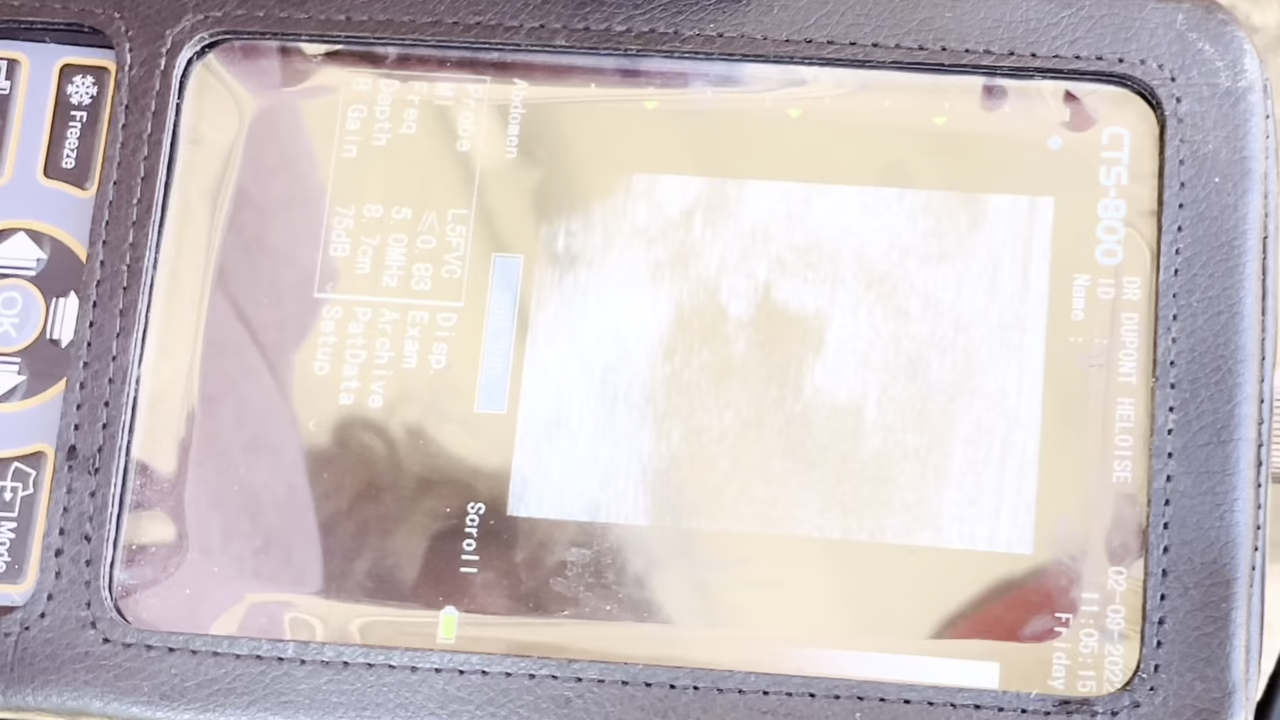 CTS-800
DR DUPONT HELOISE
02-09-2022
ID :
11:05:15
Name :
Friday
Abdomen
Probe L5FVC
MI ≤0.83
Freq 5.0MHz
Depth 8.7cm
B Gain 75dB
Disp.
Exam
Archive
PatData
Setup
Scroll
Freeze
OK
Mode